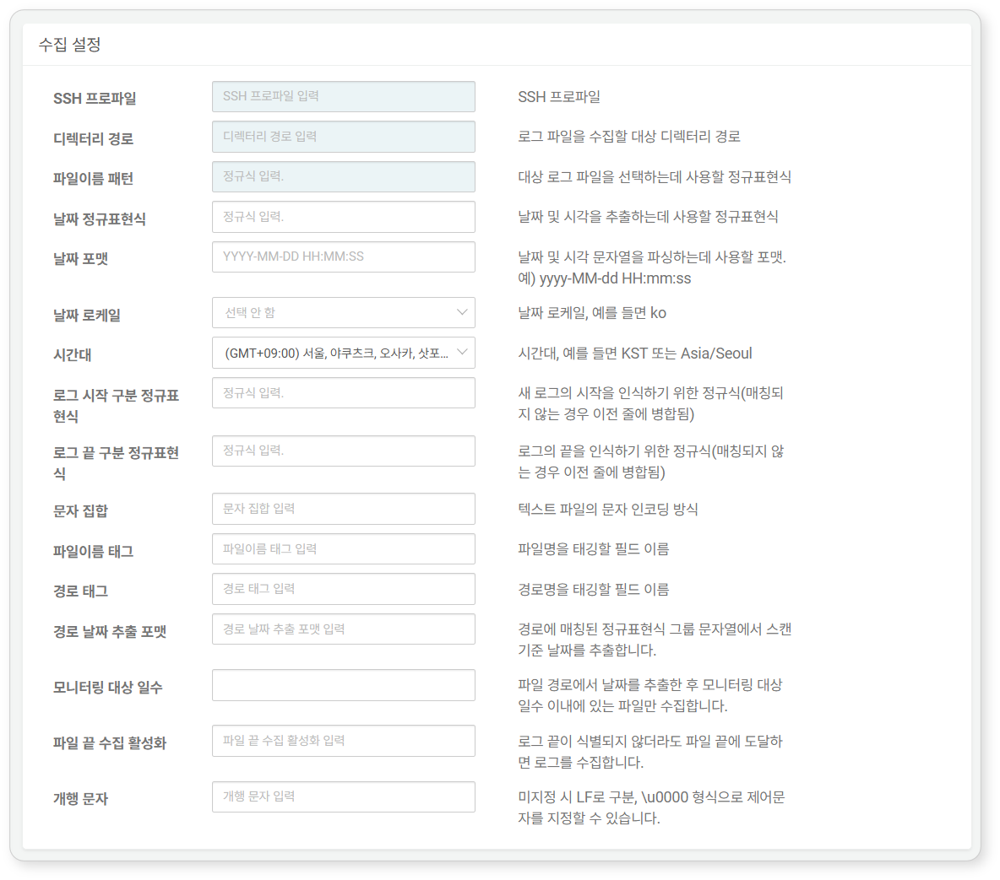 수집 설정
SSH 프로파일
SSH 프로파일 입력
SSH 프로파일
디렉터리 경로
디렉터리 경로 입력
로그 파일을 수집할 대상 디렉터리 경로
파일이름 패턴
정규식 입력.
대상 로그 파일을 선택하는데 사용할 정규표현식
날짜 정규표현식
정규식 입력.
날짜 및 시각을 추출하는데 사용할 정규표현식
날짜 포맷
YYYY-MM-DD HH:MM:SS
날짜 및 시각 문자열을 파싱하는데 사용할 포맷.
예) yyyy-MM-dd HH:mm:ss
날짜 로케일
선택 안 함
날짜 로케일, 예를 들면 ko
시간대
(GMT+09:00) 서울, 야쿠츠크, 오사카, 삿포...
시간대, 예를 들면 KST 또는 Asia/Seoul
로그 시작 구분 정규표
현식
정규식 입력.
새 로그의 시작을 인식하기 위한 정규식(매칭되
지 않는 경우 이전 줄에 병합됨)
로그 끝 구분 정규표현
식
정규식 입력.
로그의 끝을 인식하기 위한 정규식(매칭되지 않
는 경우 이전 줄에 병합됨)
문자 집합
문자 집합 입력
텍스트 파일의 문자 인코딩 방식
파일이름 태그
파일이름 태그 입력
파일명을 태깅할 필드 이름
경로 태그
경로 태그 입력
경로명을 태깅할 필드 이름
경로 날짜 추출 포맷
경로 날짜 추출 포맷 입력
경로에 매칭된 정규표현식 그룹 문자열에서 스캔
기준 날짜를 추출합니다.
모니터링 대상 일수
파일 경로에서 날짜를 추출한 후 모니터링 대상
일수 이내에 있는 파일만 수집합니다.
파일 끝 수집 활성화
파일 끝 수집 활성화 입력
로그 끝이 식별되지 않더라도 파일 끝에 도달하
면 로그를 수집합니다.
개행 문자
개행 문자 입력
미지정 시 LF로 구분, \u0000 형식으로 제어문
자를 지정할 수 있습니다.